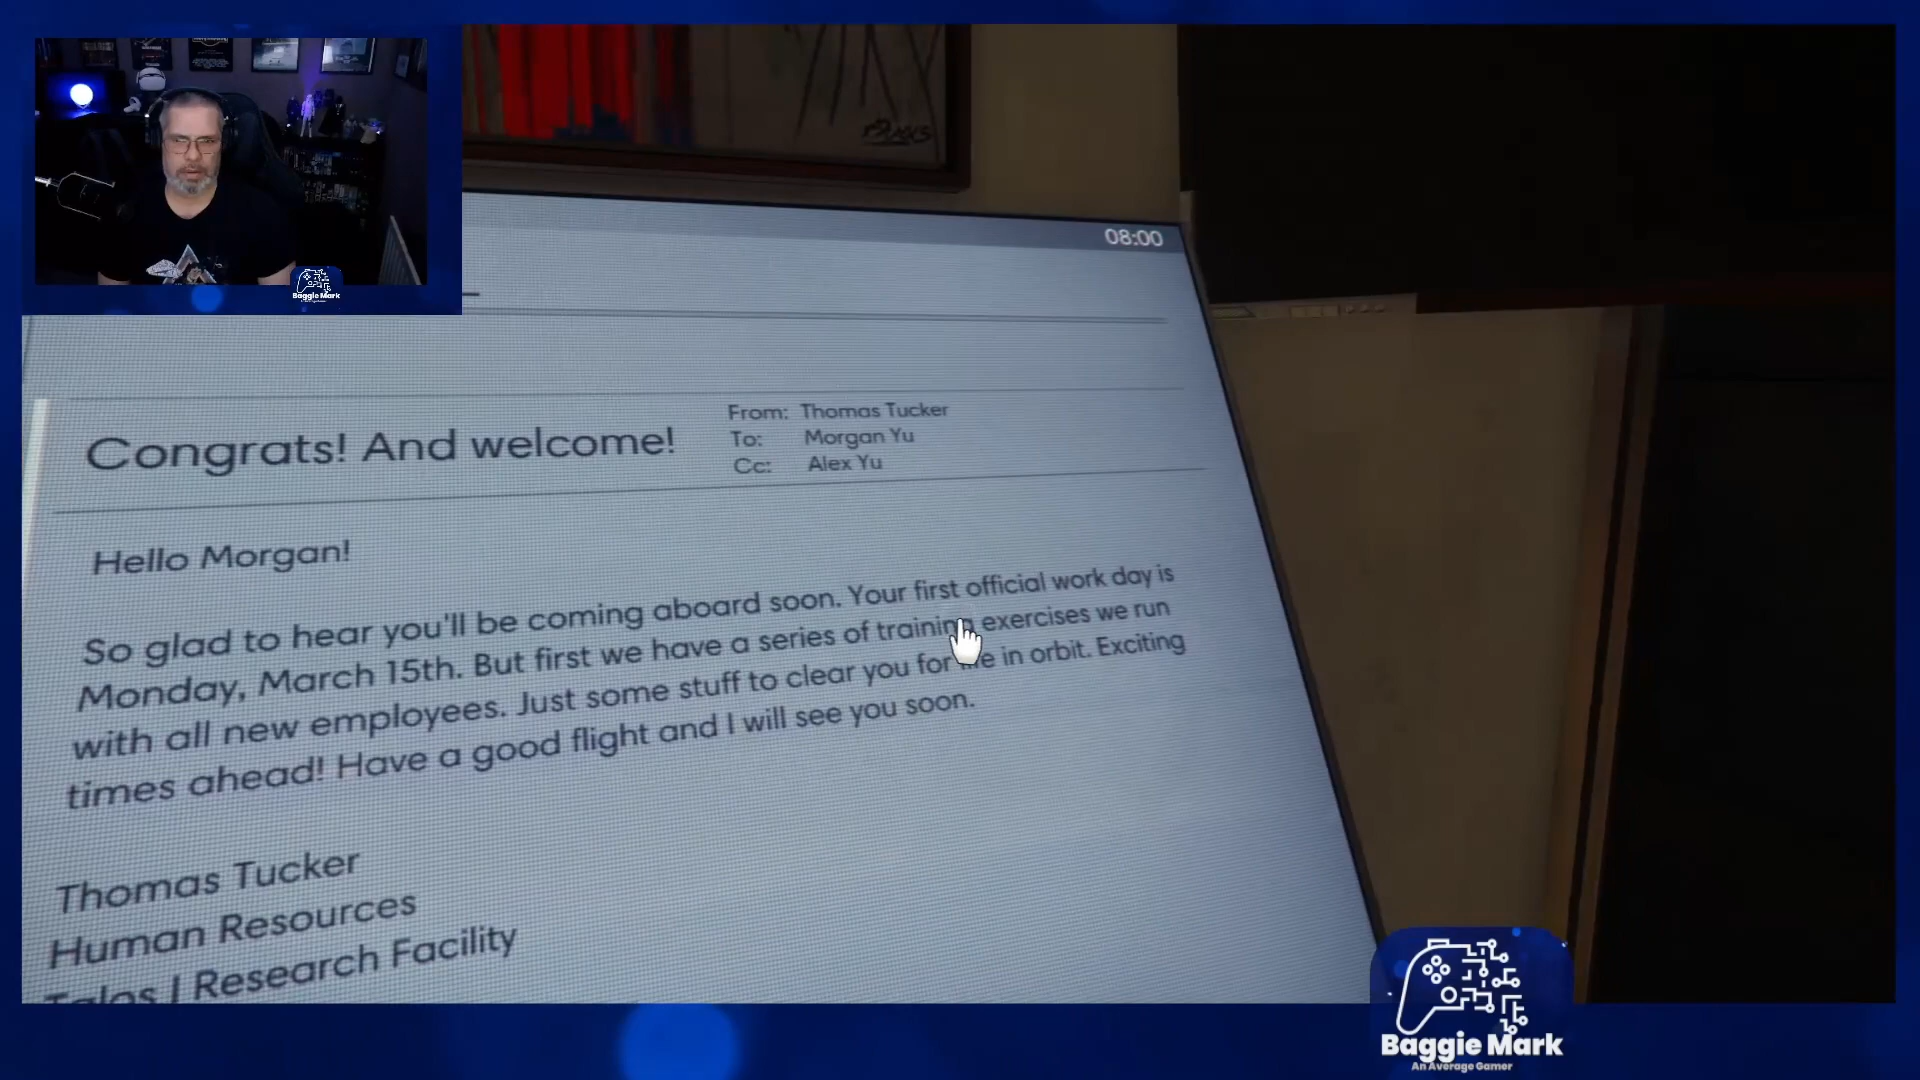 08:00
Congrats! And welcome!
From: Thomas Tucker
To: Morgan Yu
Cc: Alex Yu
Hello Morgan!
So glad to hear you'll be coming aboard soon. Your first official work day is
Monday, March 15th. But first we have a series of training exercises we run
with all new employees. Just some stuff to clear you for life in orbit. Exciting
times ahead! Have a good flight and I will see you soon.
Thomas Tucker
Human Resources
Talos I Research Facility
Baggie Mark
Baggie Mark
An Average Gamer